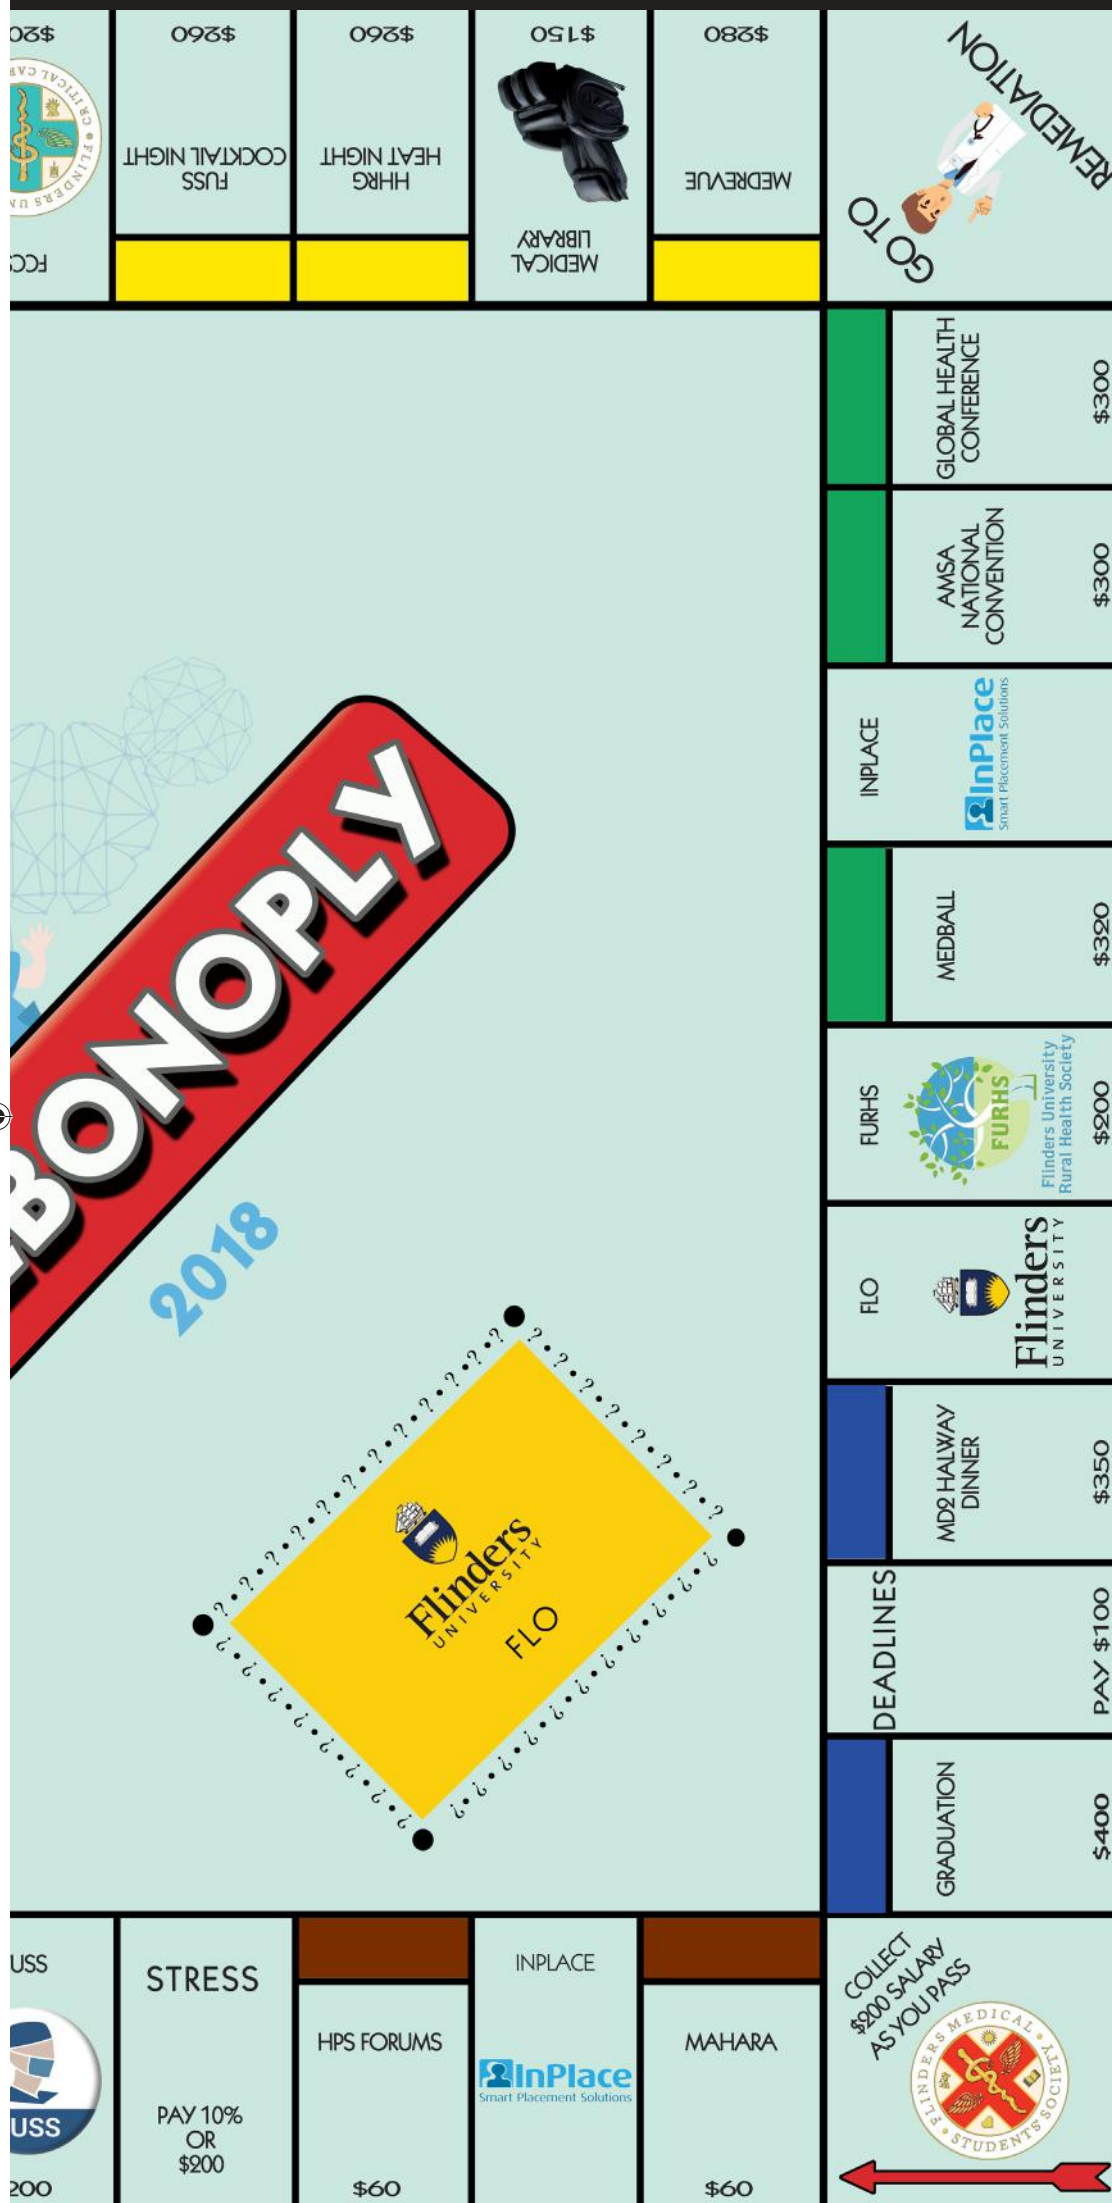 $260
FUSS
COCKTAIL NIGHT
$260
HHRG
HEAT NIGHT
$150
MEDICAL
LIBRARY
$280
MEDREVUE
GO TO
REMEDIATION
GLOBAL HEALTH
CONFERENCE
$300
AMSA
NATIONAL
CONVENTION
$300
INPLACE
InPlace
Smart Placement Solutions
MEDBALL
$320
FURHS
FURHS
Flinders University
Rural Health Society
$200
FLO
Flinders
UNIVERSITY
MD2 HALWAY
DINNER
$350
DEADLINES
PAY $100
GRADUATION
$400
COLLECT
$200 SALARY
AS YOU PASS
FLINDERS MEDICAL STUDENTS SOCIETY
MAHARA
$60
INPLACE
InPlace
Smart Placement Solutions
HPS FORUMS
$60
STRESS
PAY 10%
OR
$200
USS
USS
200
BONOPLY
2018
Flinders
UNIVERSITY
FLO